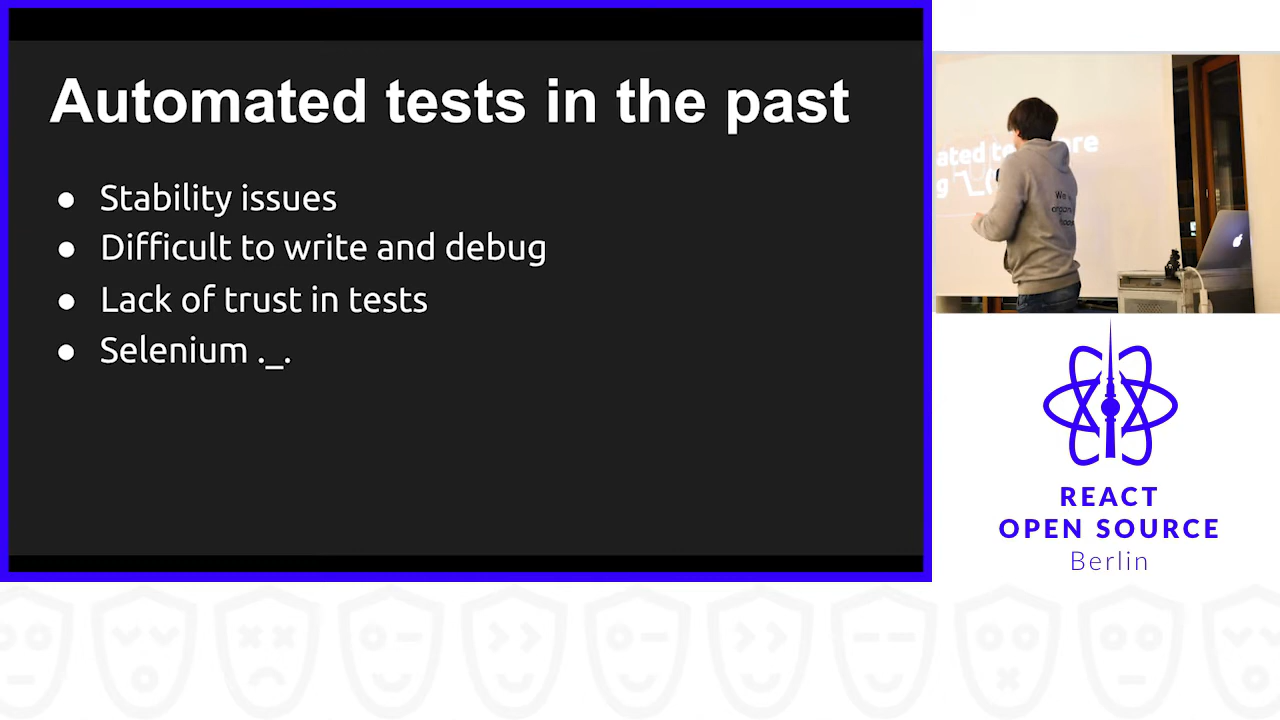 Automated tests in the past
● Stability issues
● Difficult to write and debug
● Lack of trust in tests
● Selenium ._.
REACT
OPEN SOURCE
Berlin